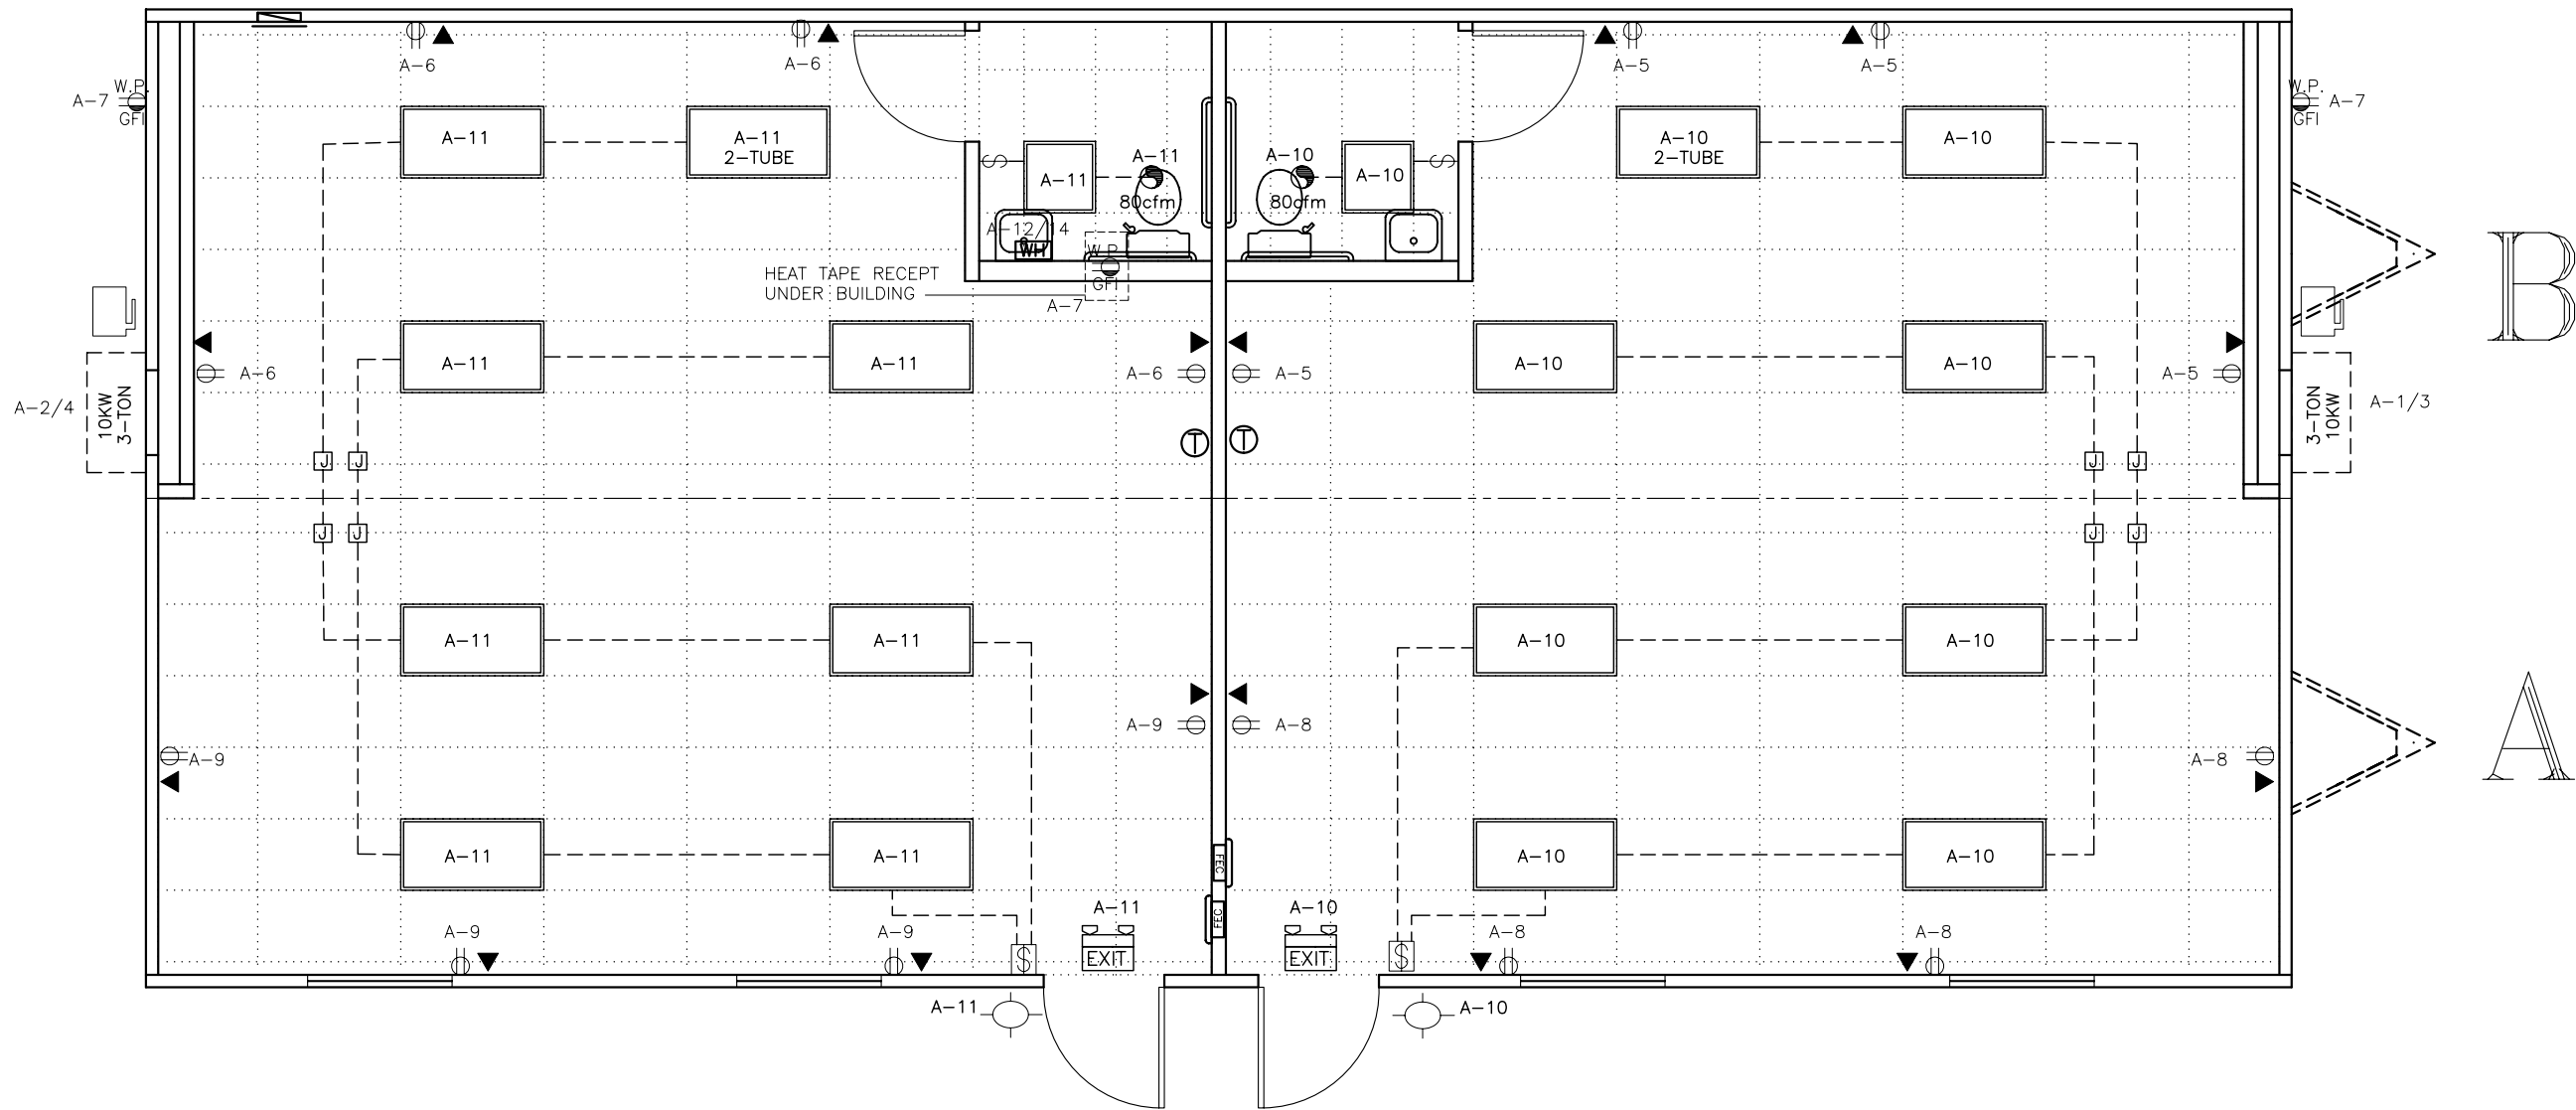 A-6
A-6
A-5
A-5
W.P.
A-7
GFI
W.P.
A-7
GFI
A-11
A-11
2-TUBE
A-11
A-10
A-10
2-TUBE
A-10
S
A-11
A-10
S
80cfm
80cfm
A-12/14
WH
W.P.
GFI
HEAT TAPE RECEPT
UNDER BUILDING
A-7
B
A-11
A-11
A-10
A-10
A-6
A-6
A-5
A-5
A-2/4
10KW
3-TON
3-TON
10KW
A-1/3
T
T
J
J
J
J
J
J
J
J
A-11
A-11
A-10
A-10
A-9
A-8
A-9
A-8
A
A-11
A-11
A-10
A-10
FEC
FEC
A-9
A-9
A-11
A-10
A-8
A-8
S
EXIT
EXIT
S
A-11
A-10